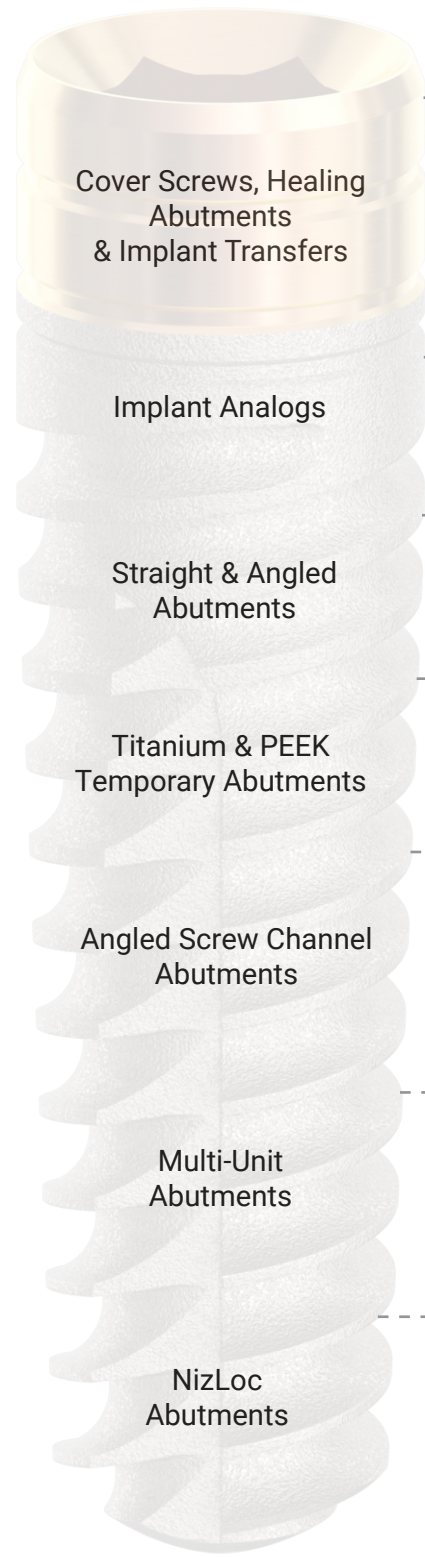 Cover Screws, Healing
Abutments
& Implant Transfers
Implant Analogs
Straight & Angled
Abutments
Titanium & PEEK
Temporary Abutments
Angled Screw Channel
Abutments
Multi-Unit
Abutments
NizLoc
Abutments